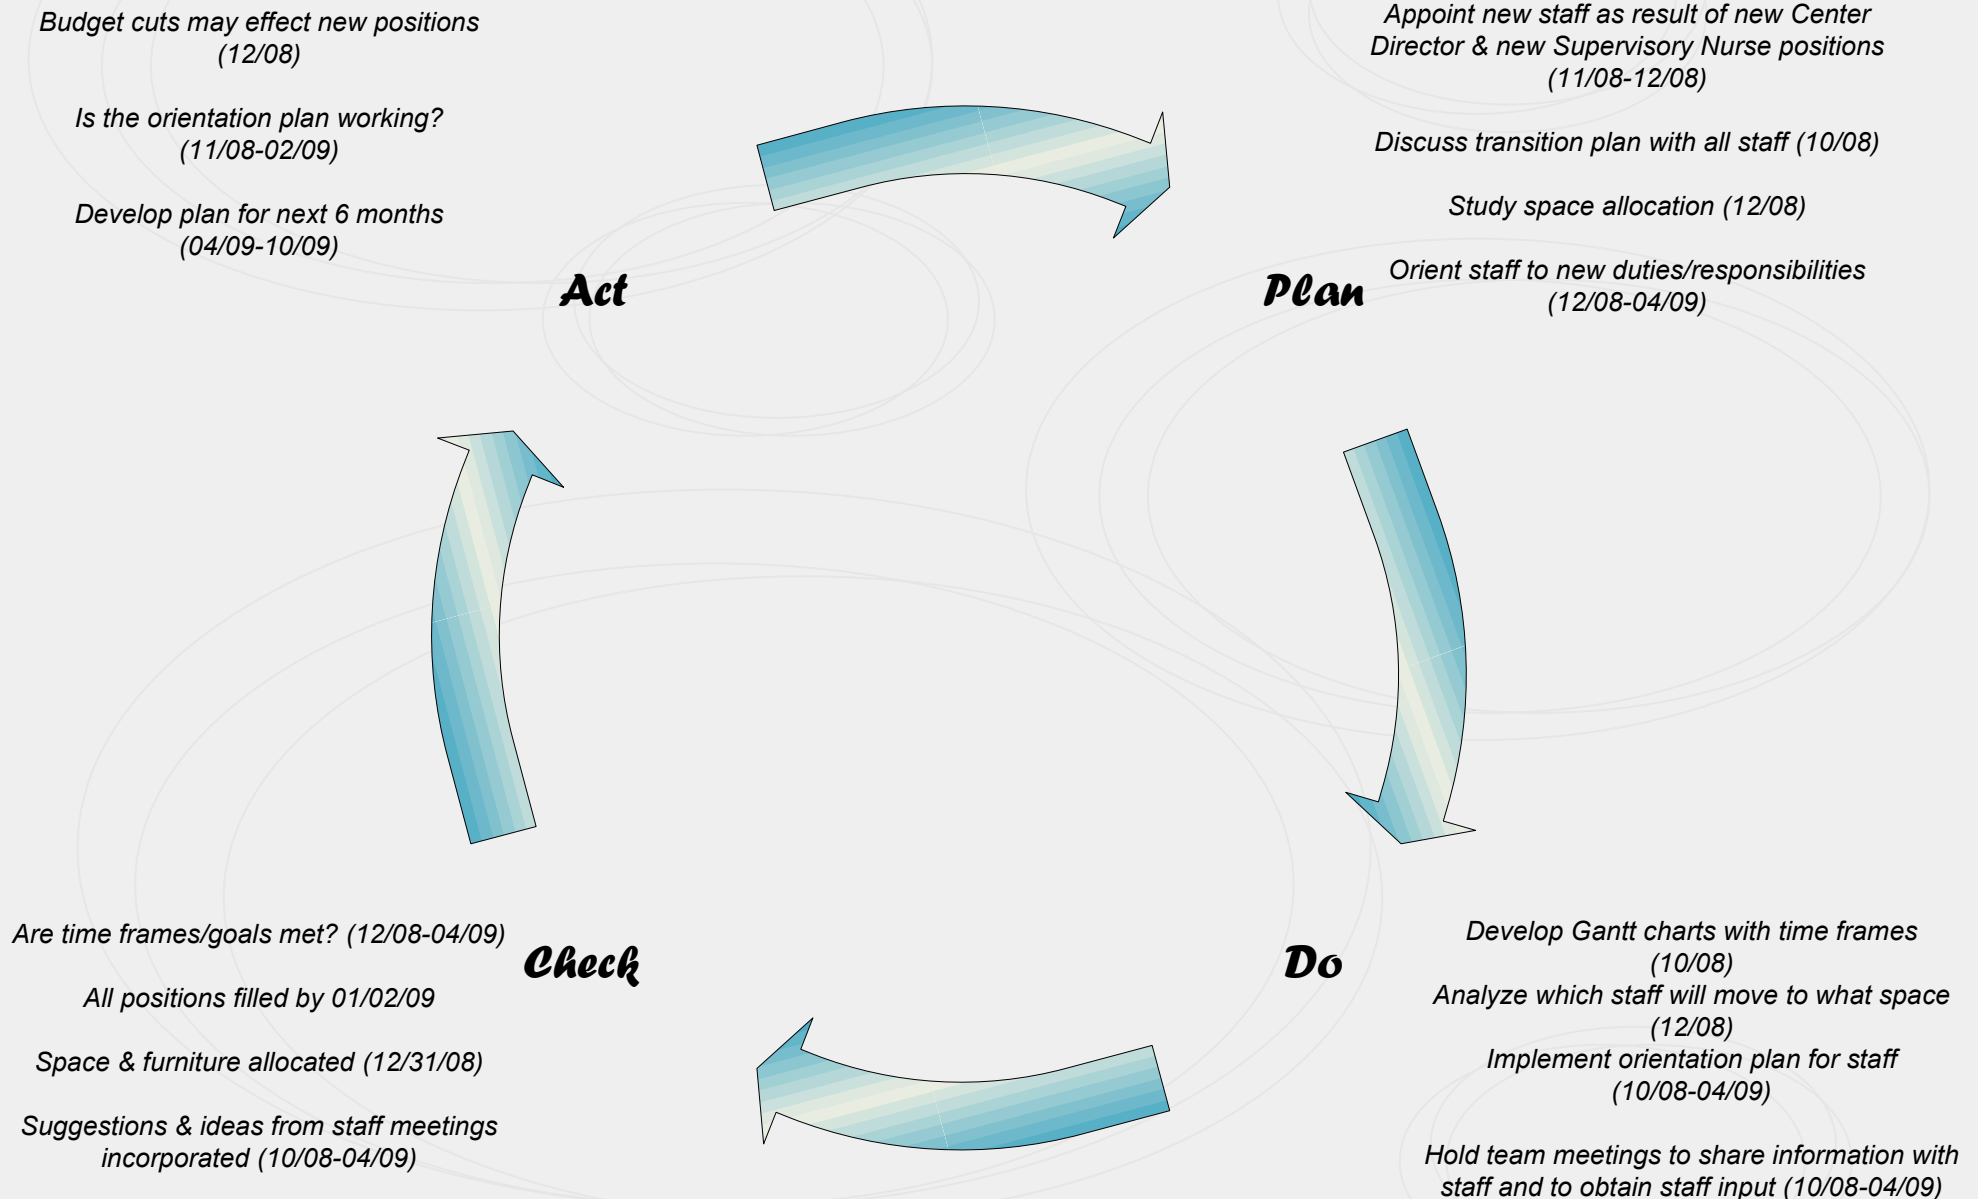 Budget cuts may effect new positions
(12/08)
Is the orientation plan working?
(11/08-02/09)
Develop plan for next 6 months
(04/09-10/09)
Act
Appoint new staff as result of new Center
Director & new Supervisory Nurse positions
(11/08-12/08)
Discuss transition plan with all staff (10/08)
Study space allocation (12/08)
Orient staff to new duties/responsibilities
(12/08-04/09)
Plan
Are time frames/goals met? (12/08-04/09)
All positions filled by 01/02/09
Space & furniture allocated (12/31/08)
Suggestions & ideas from staff meetings
incorporated (10/08-04/09)
Check
Do
Develop Gantt charts with time frames
(10/08)
Analyze which staff will move to what space
(12/08)
Implement orientation plan for staff
(10/08-04/09)
Hold team meetings to share information with
staff and to obtain staff input (10/08-04/09)